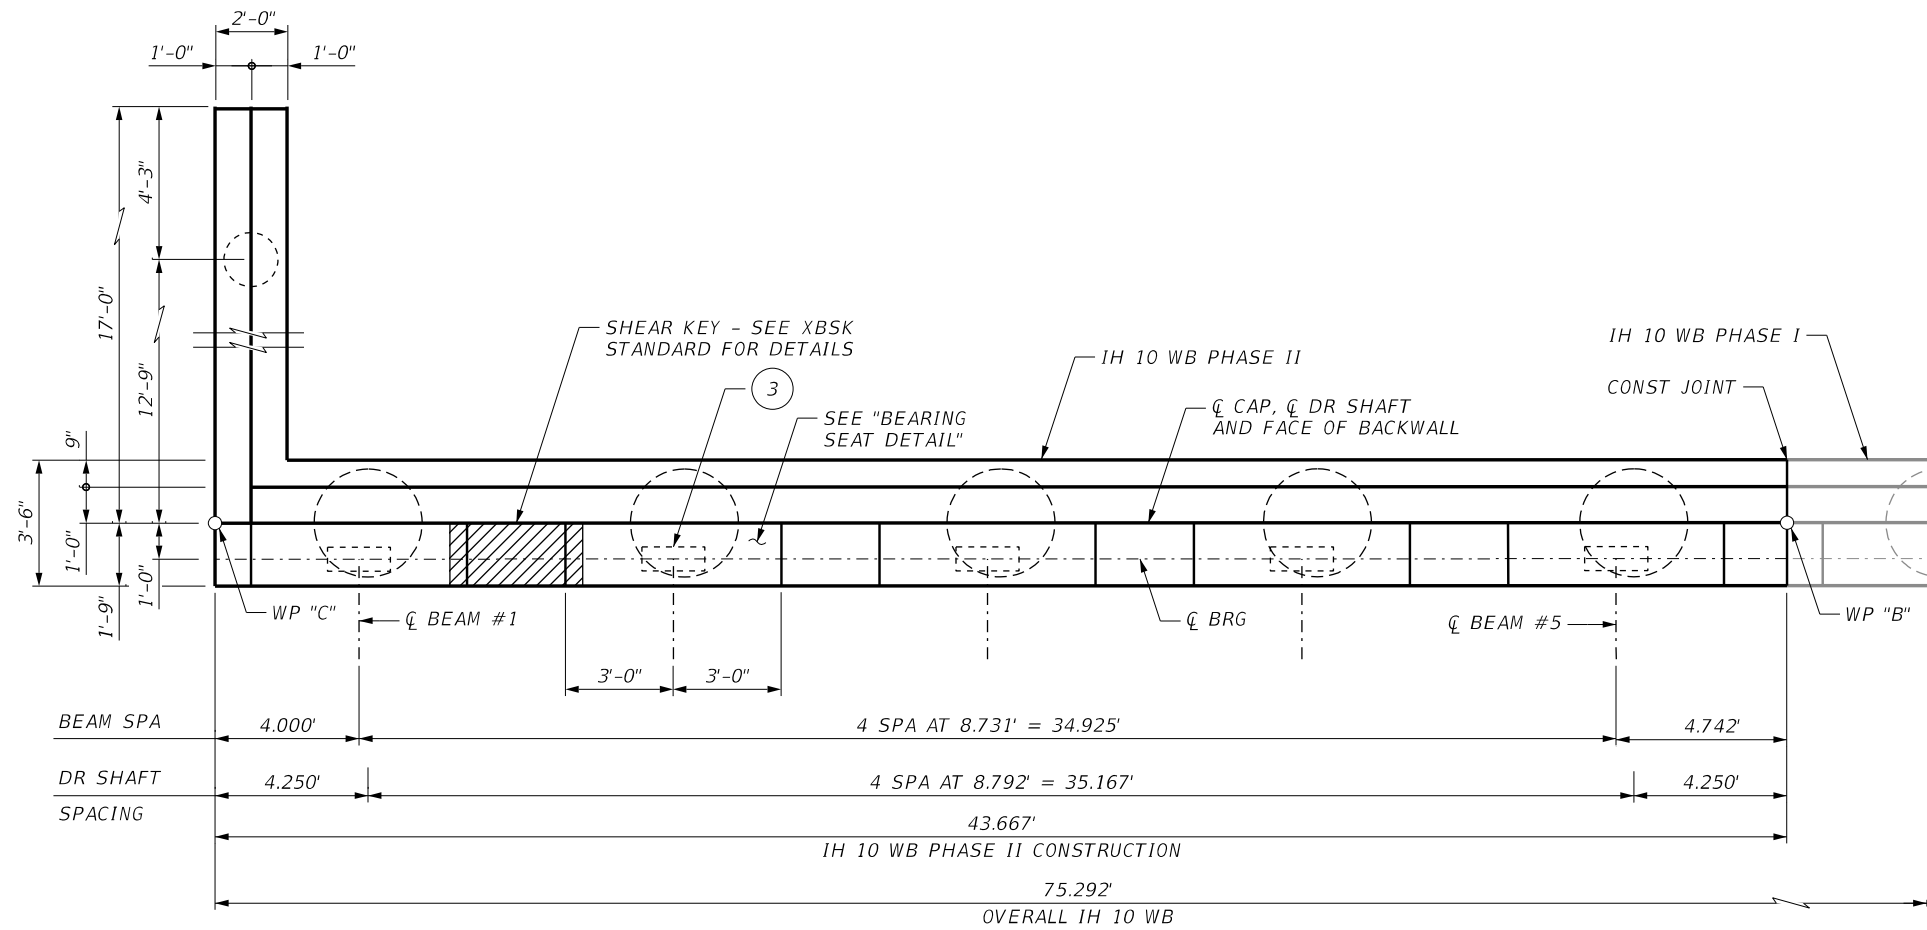 2'-0"
1'-0"
1'-0"
4'-3"
17'-0"
12'-9"
9"
3'-6"
1'-0"
1'-0"
1'-9"
SHEAR KEY - SEE XBSK
STANDARD FOR DETAILS
3
SEE "BEARING
SEAT DETAIL"
IH 10 WB PHASE II
℄ CAP, ℄ DR SHAFT
AND FACE OF BACKWALL
IH 10 WB PHASE I
CONST JOINT
WP "C"
℄ BEAM #1
℄ BRG
℄ BEAM #5
WP "B"
3'-0"
3'-0"
BEAM SPA
4.000'
4 SPA AT 8.731' = 34.925'
4.742'
DR SHAFT
SPACING
4.250'
4 SPA AT 8.792' = 35.167'
4.250'
43.667'
IH 10 WB PHASE II CONSTRUCTION
75.292'
OVERALL IH 10 WB